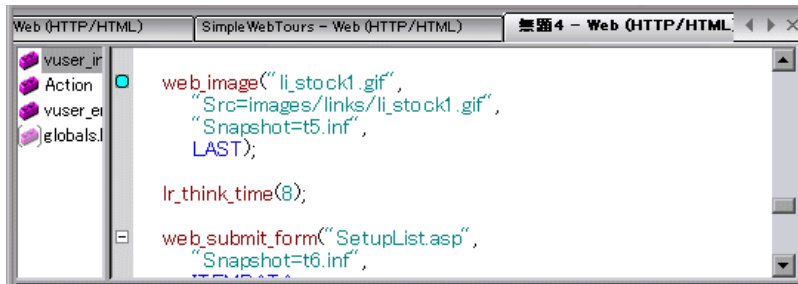 Web (HTTP/HTML)
SimpleWebTours - Web (HTTP/HTML)
無題4 - Web (HTTP/HTML
vuser_ir
Action
vuser_er
globals.l
web_image("li_stock1.gif",
"Src=images/links/li_stock1.gif",
"Snapshot=t5.inf",
LAST);
lr_think_time(8);
web_submit_form("SetupList.asp",
"Snapshot=t6.inf",
ITEMDATA